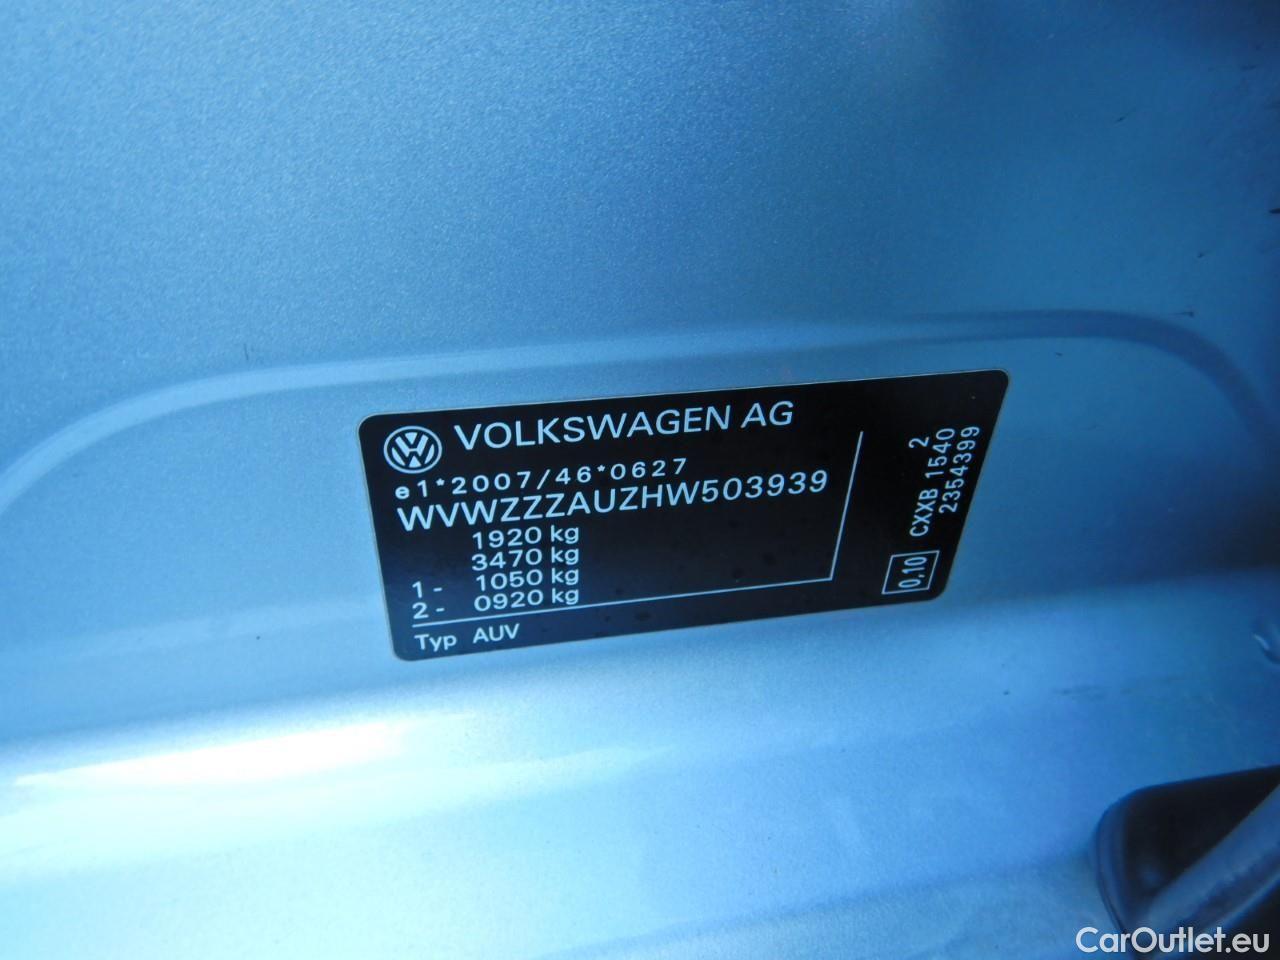 VOLKSWAGEN AG
e1*2007/46*0627
WVWZZZAUZHW503939
1920 kg
3470 kg
1 - 1050 kg
2 - 0920 kg
Typ AUV
2
CXXB 1540
2354399
0,10
CarOutlet.eu